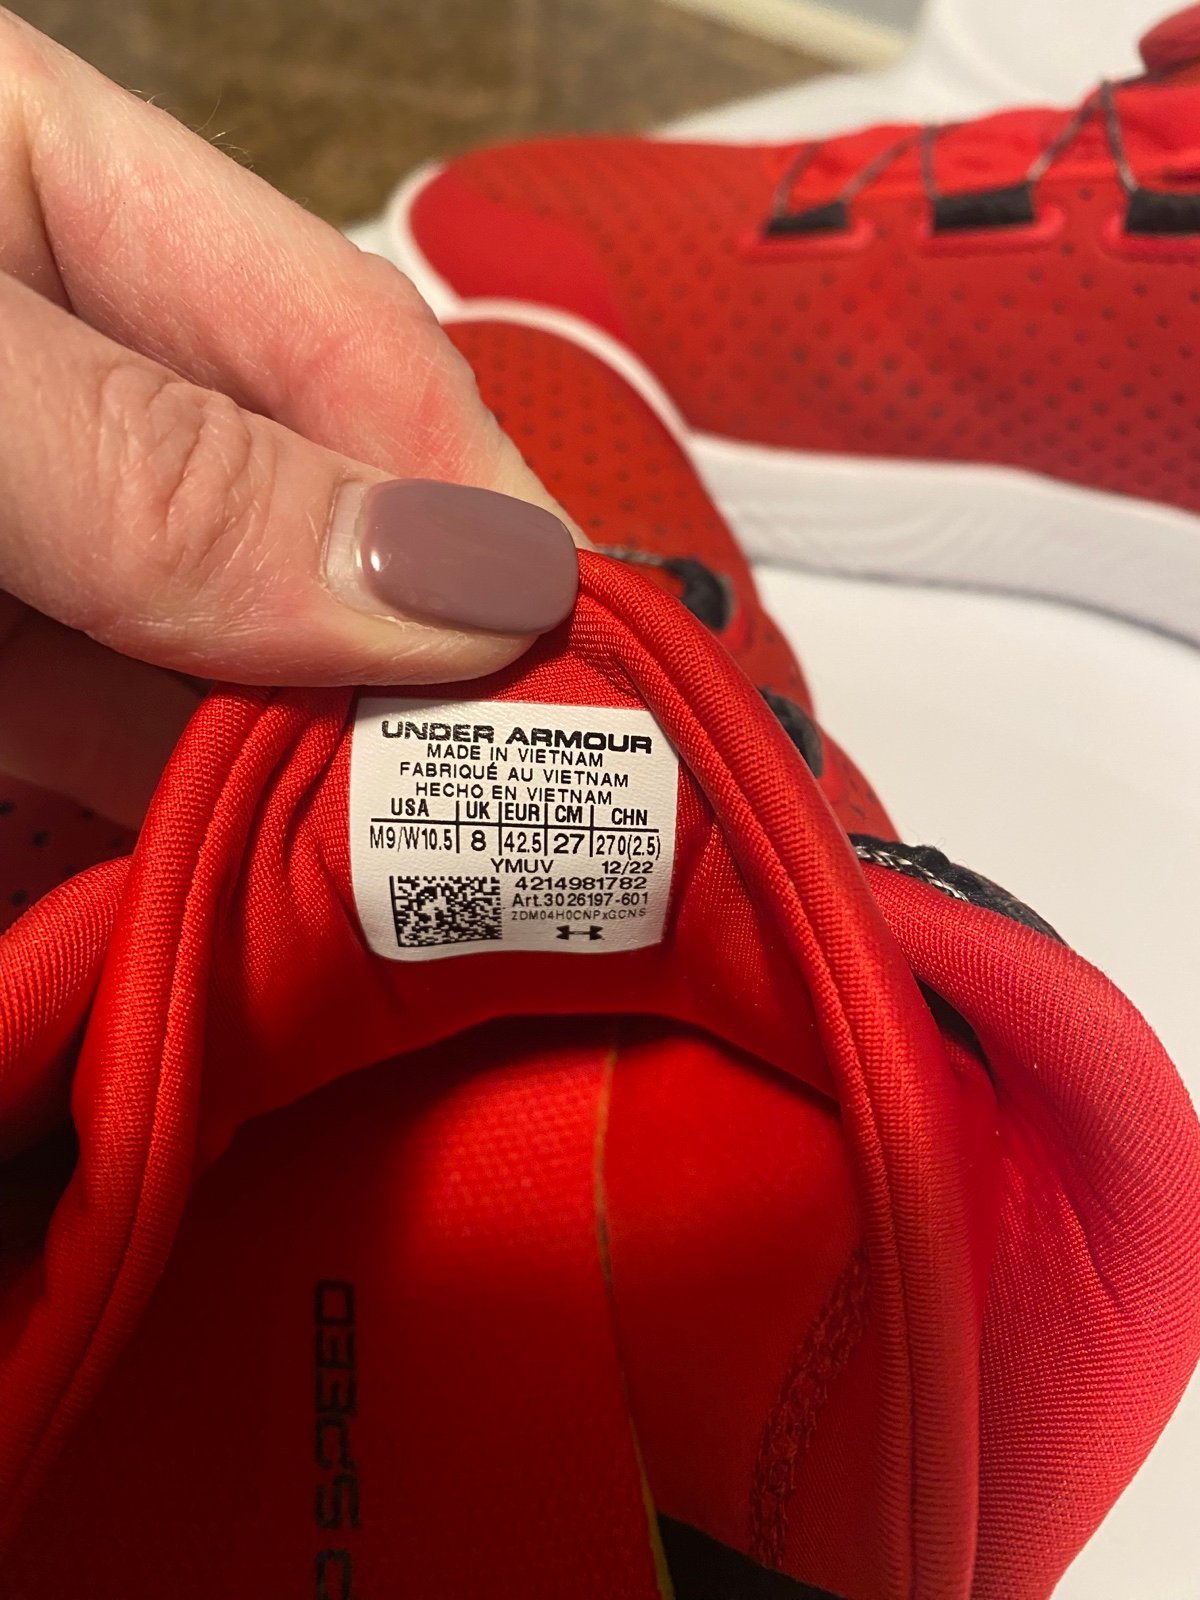 UNDER ARMOUR
MADE IN VIETNAM
FABRIQUÉ AU VIETNAM
HECHO EN VIETNAM
USA UK EUR CM CHN
M9/W10.5 8 42.5 27 270(2.5)
YMUV 12/22
4214981782
Art.3026197-601
ZDM04H0CNPxGCNS
SPEED